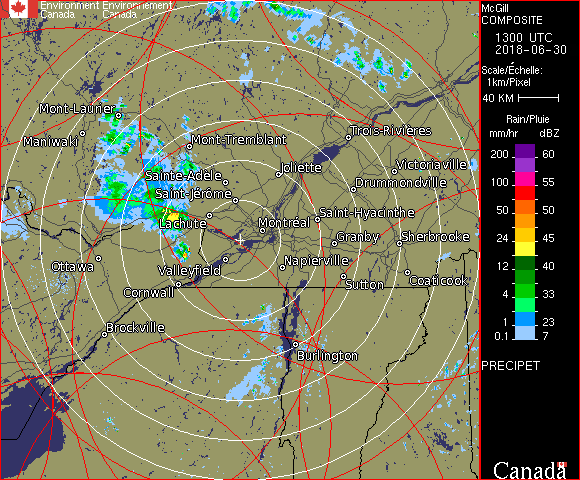 Environment Environnement
Canada Canada
McGill
COMPOSITE
1300 UTC
2018-06-30
Scale/Échelle:
1km/Pixel
40 KM
Rain/Pluie
mm/hr dBZ
200 60
100 55
50 50
24 45
12 40
4 33
1 23
0.1 7
PRECIPET
Canada
Mont-Laurier
Maniwaki
Mont-Tremblant
Trois-Rivières
Joliette
Victoriaville
Sainte-Adèle
Drummondville
Saint-Jérôme
Saint-Hyacinthe
Lachute
Montréal
Granby
Sherbrooke
Ottawa
Valleyfield
Napierville
Cornwall
Sutton
Coaticook
Brockville
Burlington